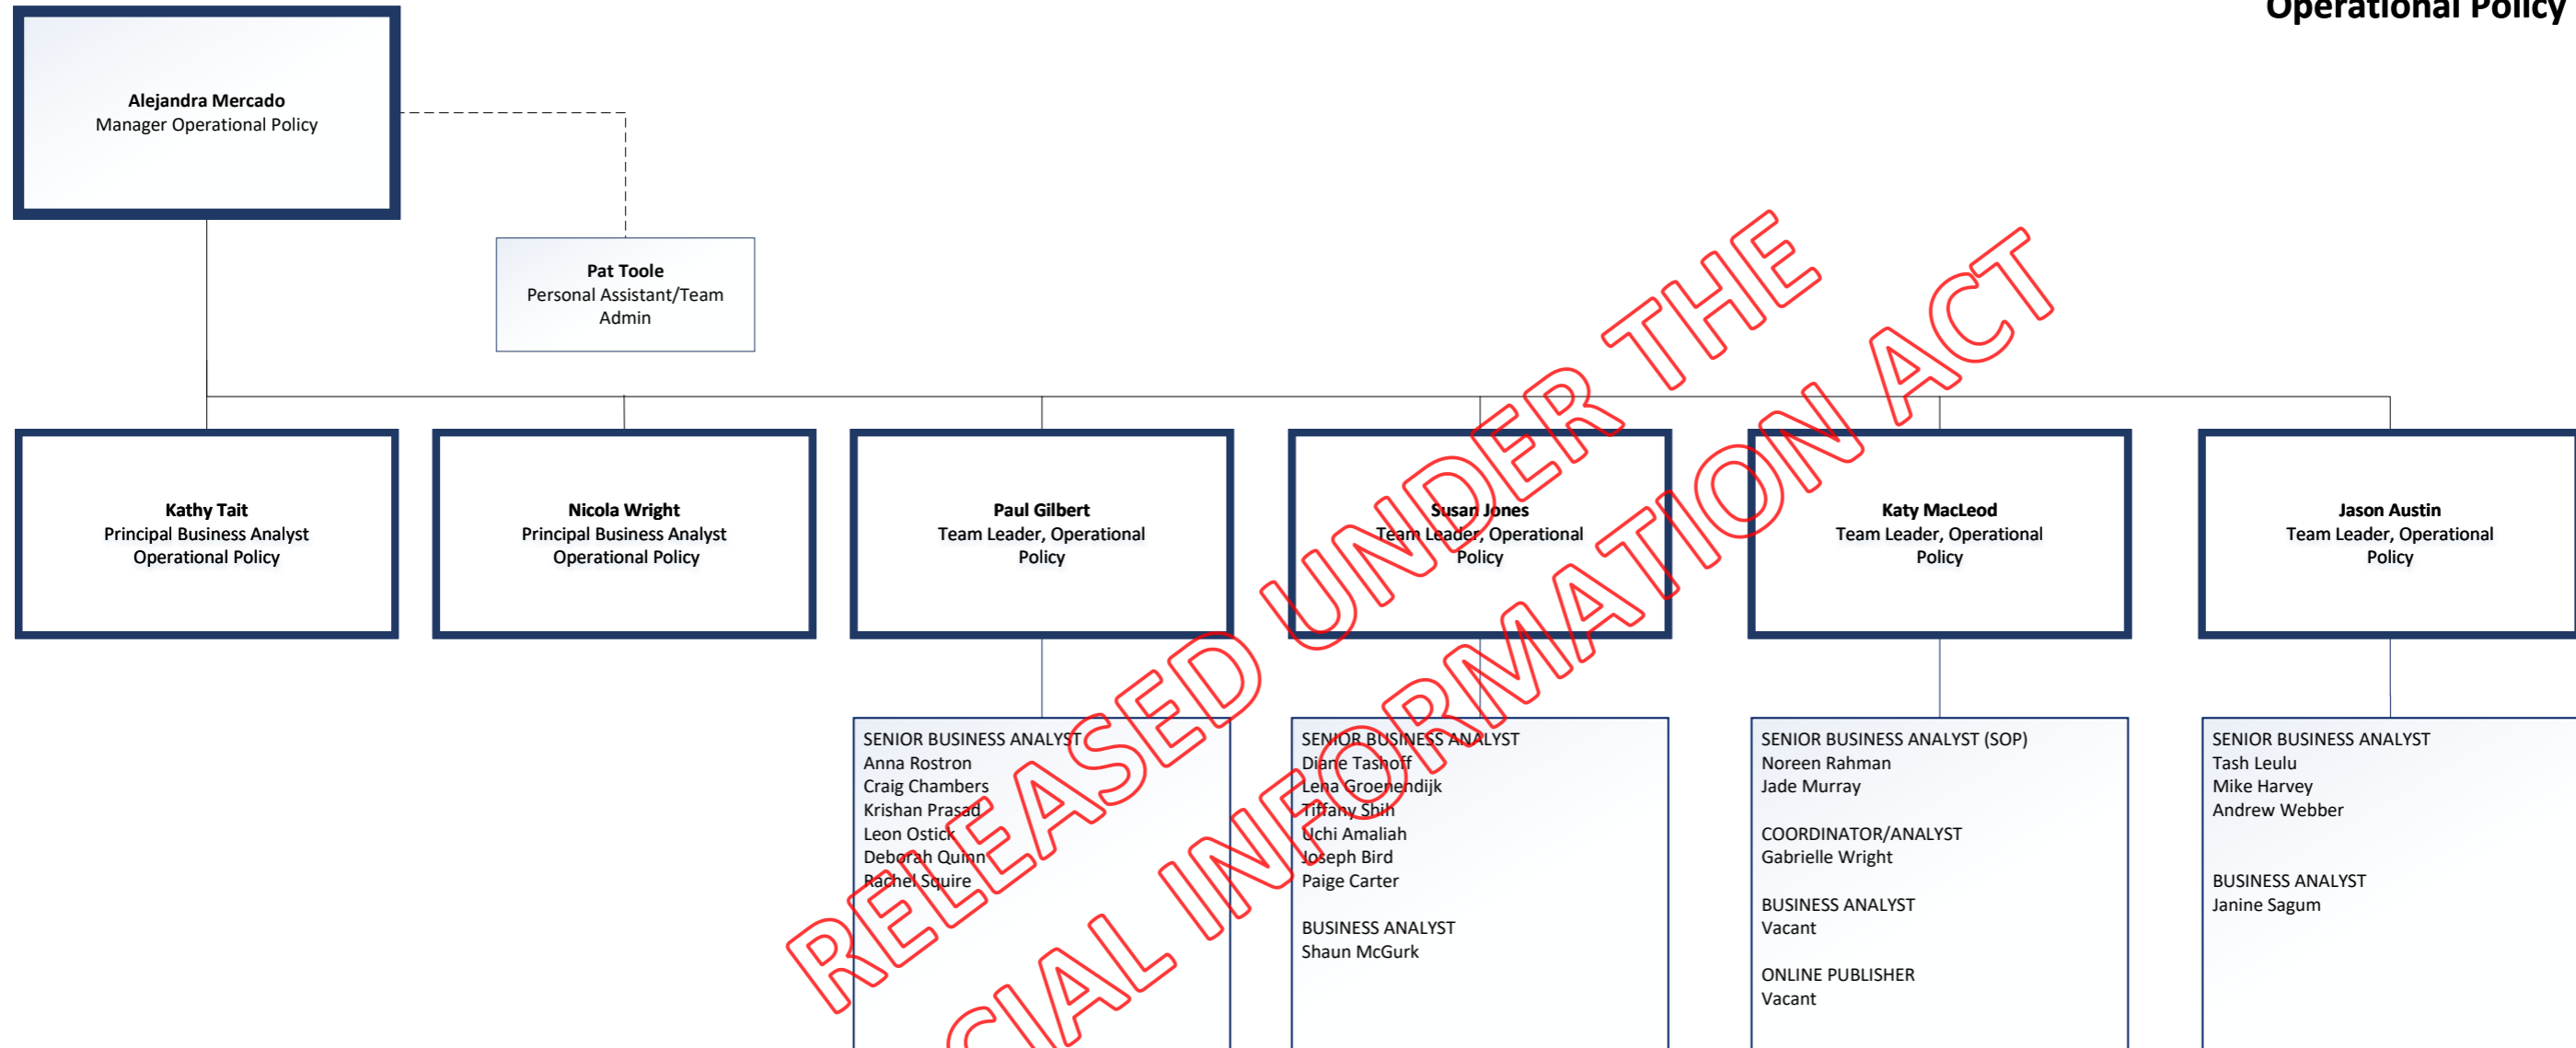 Operational Policy
Alejandra Mercado
Manager Operational Policy
Pat Toole
Personal Assistant/Team
Admin
Kathy Tait
Principal Business Analyst
Operational Policy
Nicola Wright
Principal Business Analyst
Operational Policy
Paul Gilbert
Team Leader, Operational
Policy
Susan Jones
Team Leader, Operational
Policy
Katy MacLeod
Team Leader, Operational
Policy
Jason Austin
Team Leader, Operational
Policy
SENIOR BUSINESS ANALYST
Anna Rostron
Craig Chambers
Krishan Prasad
Leon Ostick
Deborah Quinn
Rachel Squire
SENIOR BUSINESS ANALYST
Diane Tashoff
Lena Groenendijk
Tiffany Shih
Uchi Amaliah
Joseph Bird
Paige Carter
BUSINESS ANALYST
Shaun McGurk
SENIOR BUSINESS ANALYST (SOP)
Noreen Rahman
Jade Murray
COORDINATOR/ANALYST
Gabrielle Wright
BUSINESS ANALYST
Vacant
ONLINE PUBLISHER
Vacant
SENIOR BUSINESS ANALYST
Tash Leulu
Mike Harvey
Andrew Webber
BUSINESS ANALYST
Janine Sagum
RELEASED UNDER THE
CIAL INFORMATION ACT